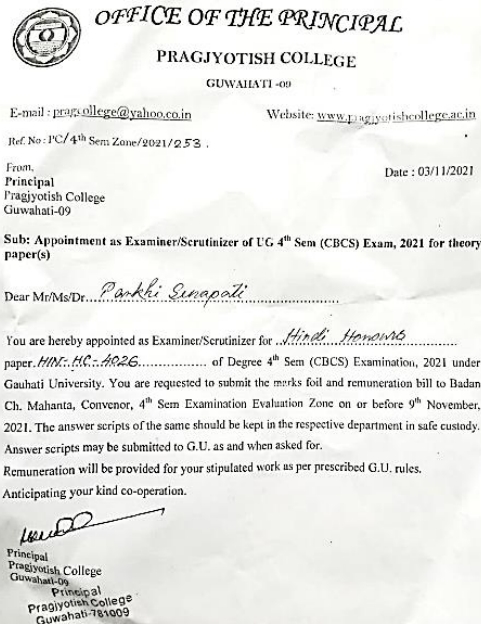 OFFICE OF THE PRINCIPAL
PRAGJYOTISH COLLEGE
GUWAHATI -09
E-mail : pragcollege@yahoo.co.in Website: www.pragjyotishcollege.ac.in
Ref. No : PC/4th Sem Zone/2021/253.
From,
Principal
Pragjyotish College
Guwahati-09
Date : 03/11/2021
Sub: Appointment as Examiner/Scrutinizer of UG 4th Sem (CBCS) Exam, 2021 for theory
paper(s)
Dear Mr/Ms/Dr... Pankhi Senapati
You are hereby appointed as Examiner/Scrutinizer for ..Hindi Honours
paper. HIN-HC-4026 of Degree 4th Sem (CBCS) Examination, 2021 under
Gauhati University. You are requested to submit the marks foil and remuneration bill to Badan
Ch. Mahanta, Convenor, 4th Sem Examination Evaluation Zone on or before 9th November,
2021. The answer scripts of the same should be kept in the respective department in safe custody.
Answer scripts may be submitted to G.U. as and when asked for.
Remuneration will be provided for your stipulated work as per prescribed G.U. rules.
Anticipating your kind co-operation.
Principal
Pragjyotish College
Guwahati-09
Principal
Pragjyotish College
Guwahati-781009